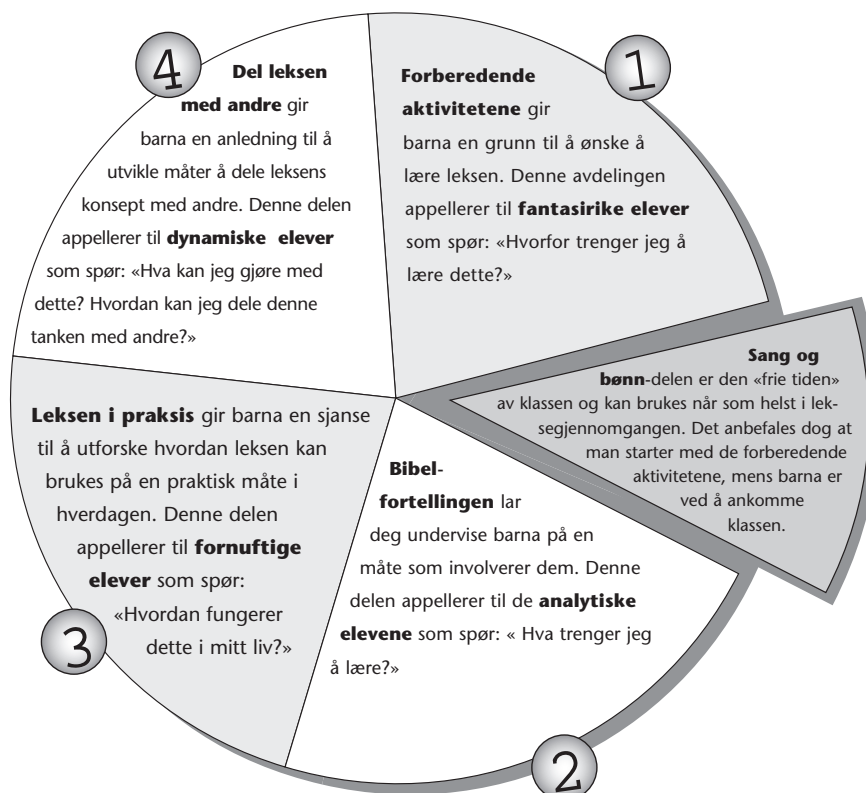 1
Forberedende
aktivitetene gir
barna en grunn til å ønske å
lære leksen. Denne avdelingen
appellerer til fantasirike elever
som spør: «Hvorfor trenger jeg å
lære dette?»
Sang og
bønn-delen er den «frie tiden»
av klassen og kan brukes når som helst i lek-
segjennomgangen. Det anbefales dog at
man starter med de forberedende
aktivitetene, mens barna er
ved å ankomme
klassen.
2
Bibel-
fortellingen lar
deg undervise barna på en
måte som involverer dem. Denne
delen appellerer til de analytiske
elevene som spør: « Hva trenger jeg
å lære?»
3
Leksen i praksis gir barna en sjanse
til å utforske hvordan leksen kan
brukes på en praktisk måte i
hverdagen. Denne delen
appellerer til fornuftige
elever som spør:
«Hvordan fungerer
dette i mitt liv?»
4
Del leksen
med andre gir
barna en anledning til å
utvikle måter å dele leksens
konsept med andre. Denne delen
appellerer til dynamiske elever
som spør: «Hva kan jeg gjøre med
dette? Hvordan kan jeg dele denne
tanken med andre?»